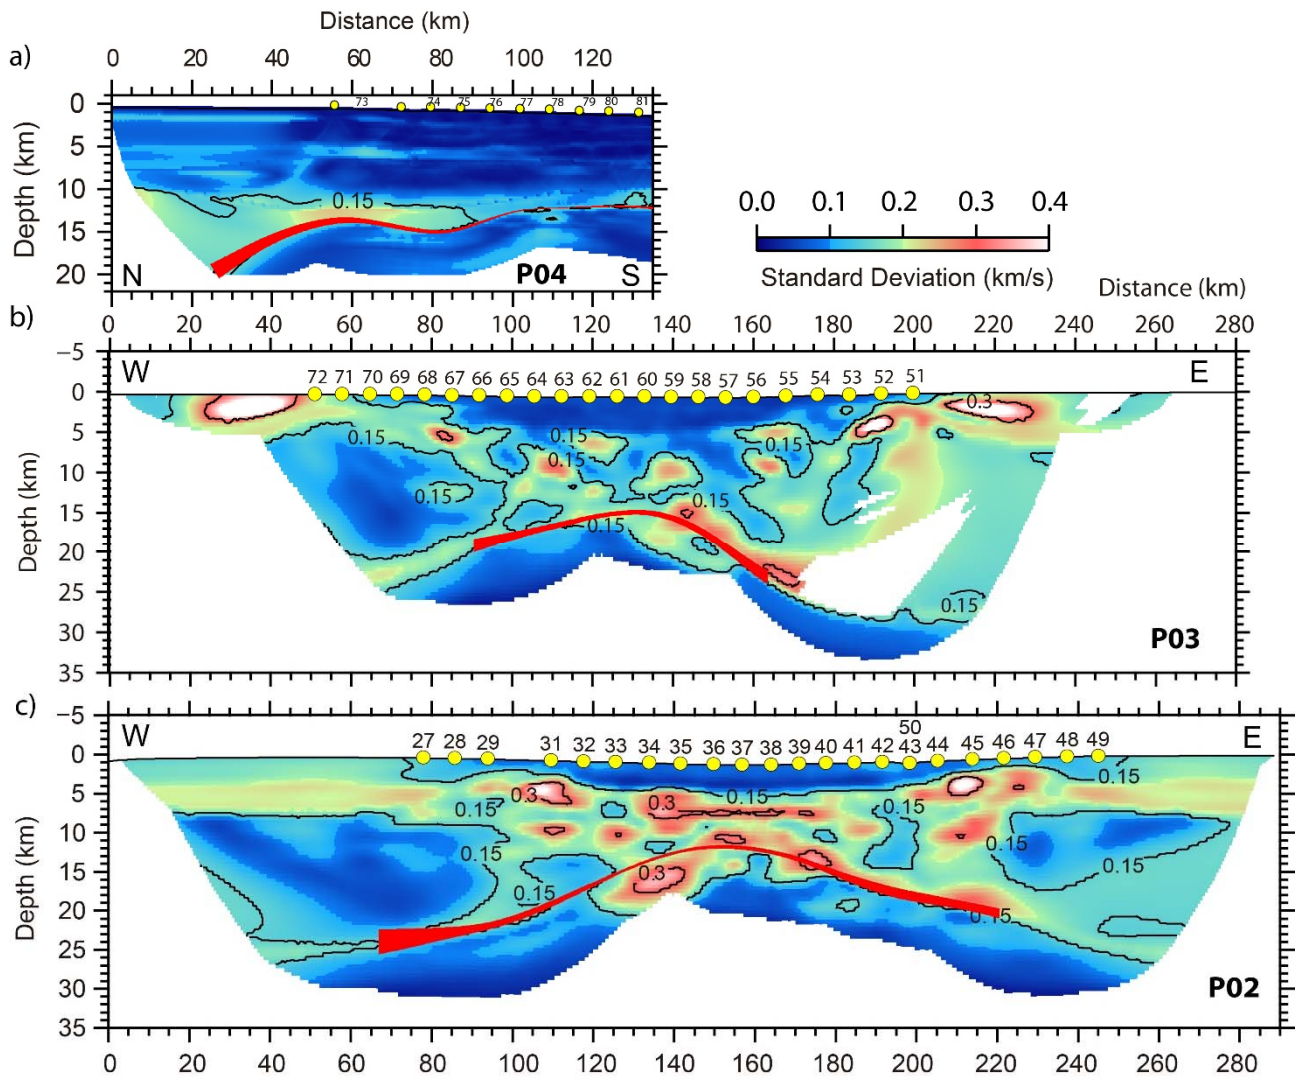 Distance (km)
a)
0 20 40 60 80 100 120
73 74 75 76 77 78 79 80 81
0
5
10
15
20
Depth (km)
0.15
N P04 S
0.0 0.1 0.2 0.3 0.4
Standard Deviation (km/s)
Distance (km)
b)
0 20 40 60 80 100 120 140 160 180 200 220 240 260 280
W E
72 71 70 69 68 67 66 65 64 63 62 61 60 59 58 57 56 55 54 53 52 51
−5
0
5
10
15
20
25
30
35
Depth (km)
0.3
0.15 0.15 0.15
0.15
0.15 0.15
0.15
0.15
P03
c)
W E
50
27 28 29 31 32 33 34 35 36 37 38 39 40 41 42 43 44 45 46 47 48 49
−5
0
5
10
15
20
25
30
35
Depth (km)
0.15
0.15 0.3 0.3 0.15 0.15
0.15 0.15 0.15
0.15 0.3
0.15
P02
0 20 40 60 80 100 120 140 160 180 200 220 240 260 280